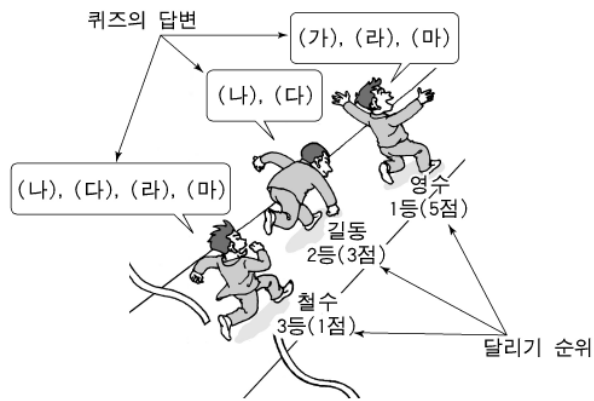 퀴즈의 답변
(가), (라), (마)
(나), (다)
(나), (다), (라), (마)
영수
1등(5점)
길동
2등(3점)
철수
3등(1점)
달리기 순위